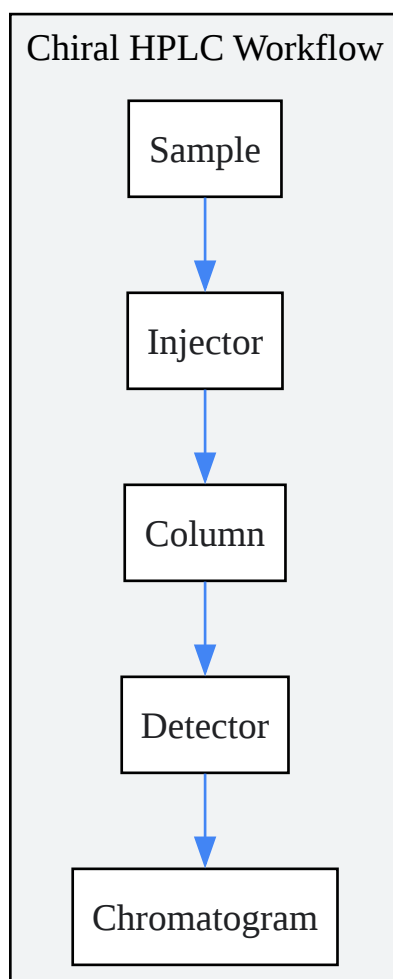 Chiral HPLC Workflow
Sample
Injector
Column
Detector
Chromatogram